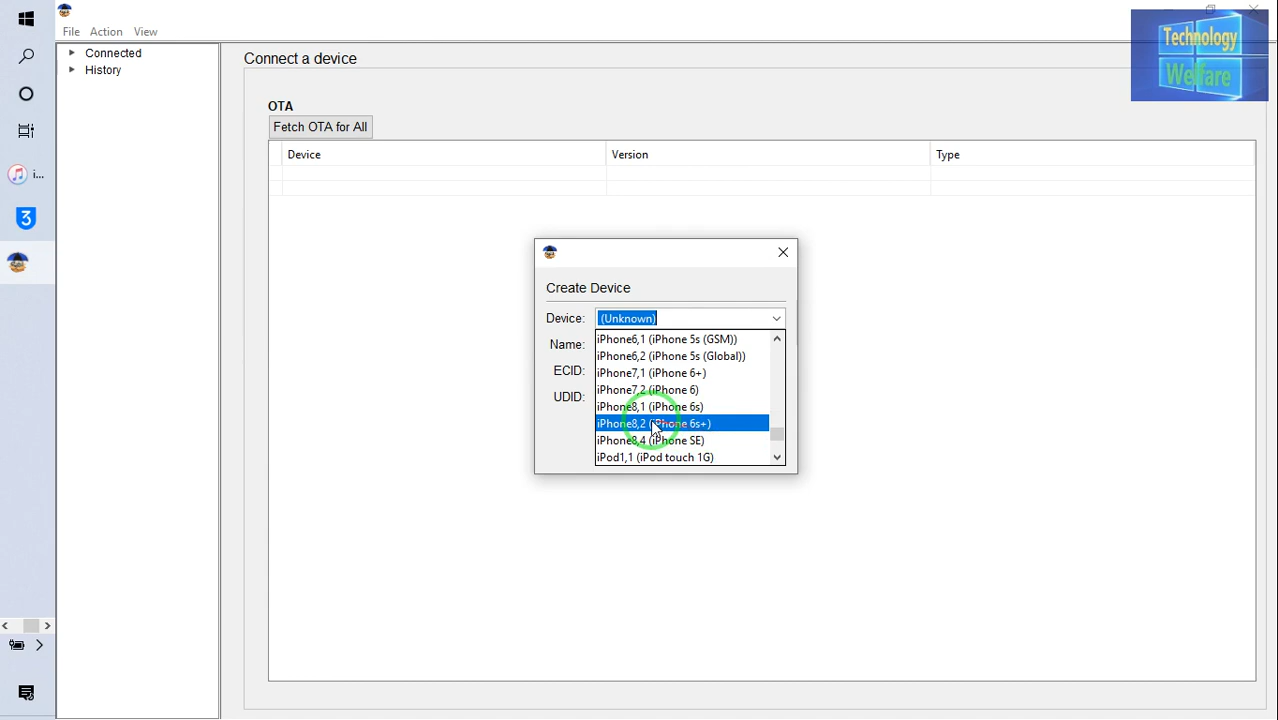 File Action View
Connected
History
Connect a device
OTA
Fetch OTA for All
Device Version Type
Technology
Welfare
i...
3
Create Device
Device: (Unknown)
Name:
ECID:
UDID:
iPhone6,1 (iPhone 5s (GSM))
iPhone6,2 (iPhone 5s (Global))
iPhone7,1 (iPhone 6+)
iPhone7,2 (iPhone 6)
iPhone8,1 (iPhone 6s)
iPhone8,2 (iPhone 6s+)
iPhone8,4 (iPhone SE)
iPod1,1 (iPod touch 1G)